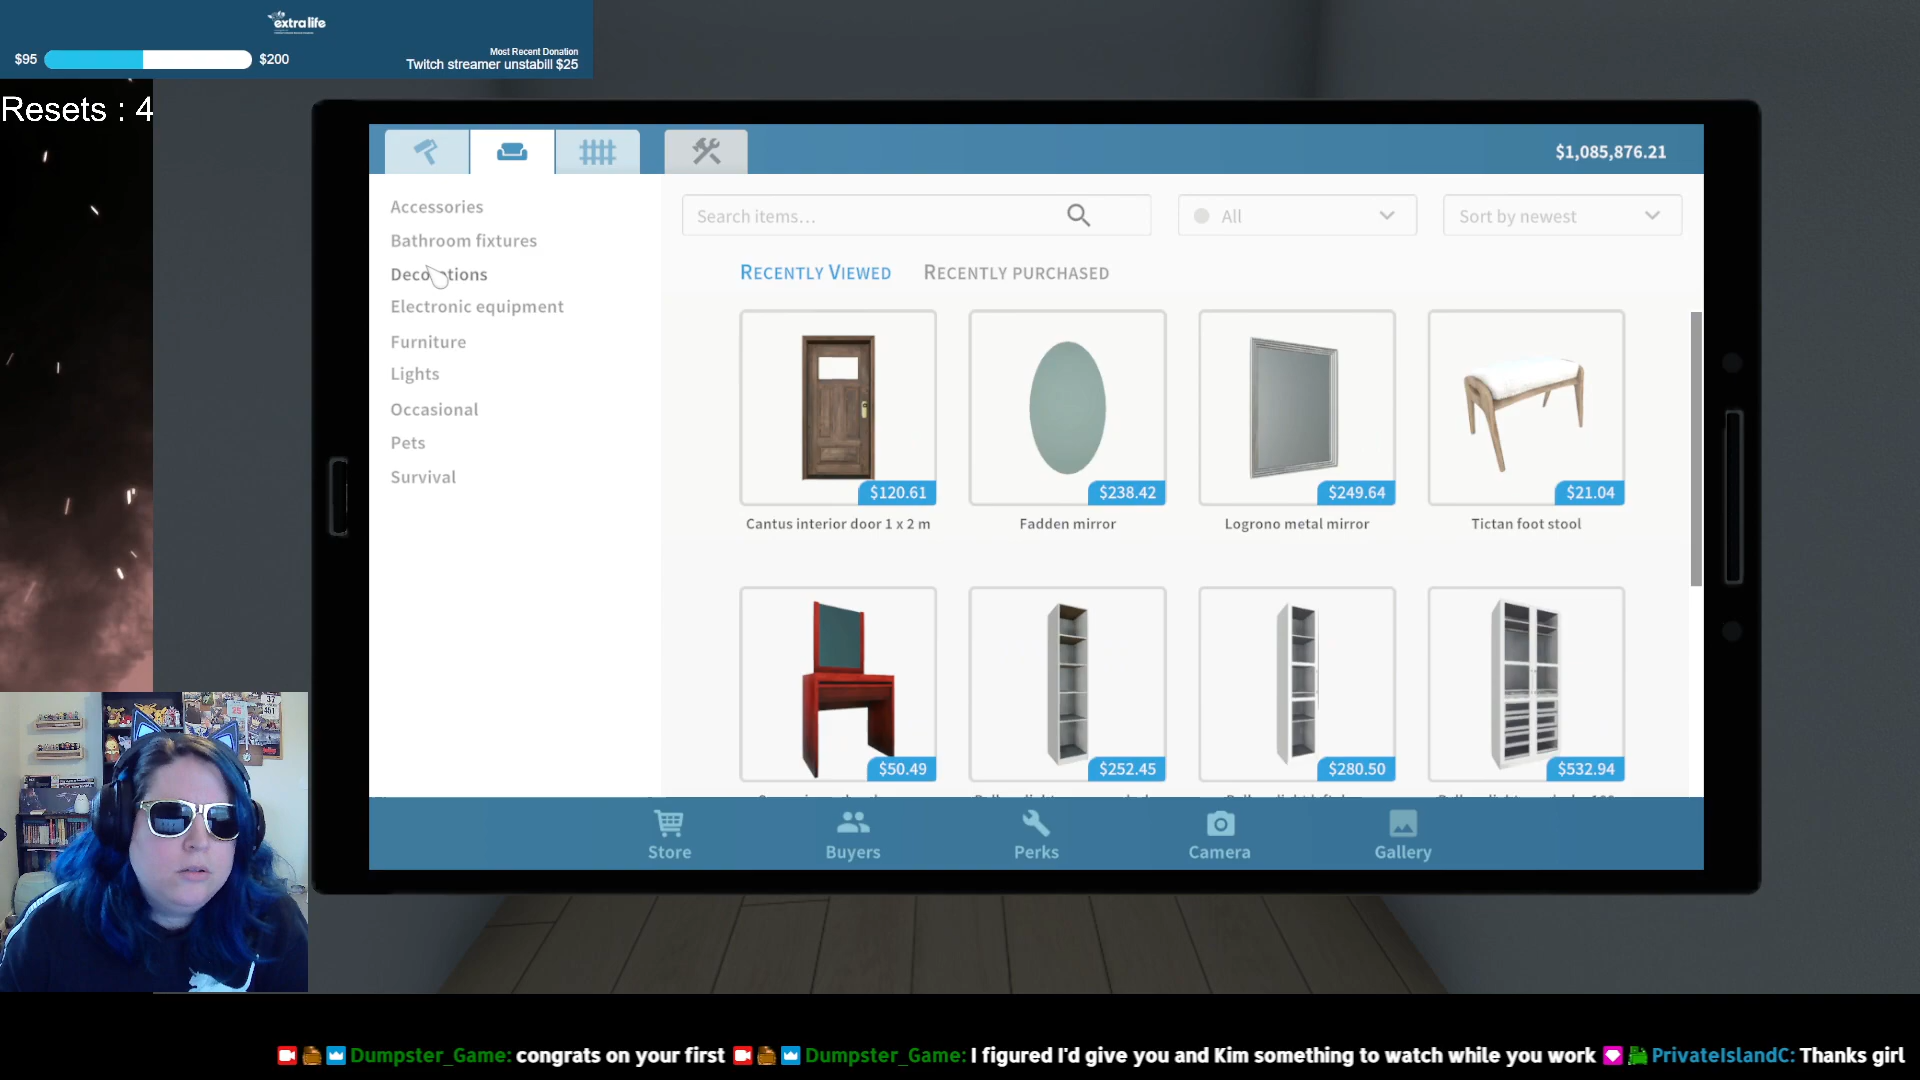 extralife
$95
$200
Most Recent Donation
Twitch streamer unstabill $25
Resets : 4
$1,085,876.21
Accessories
Bathroom fixtures
Electronic equipment
Furniture
Lights
Occasional
Pets
Survival
Search items...
All
Sort by newest
RECENTLY VIEWED
RECENTLY PURCHASED
$120.61
$238.42
$249.64
$21.04
Cantus interior door 1 x 2 m
Fadden mirror
Logrono metal mirror
Tictan foot stool
$50.49
$252.45
$280.50
$532.94
Store
Buyers
Perks
Camera
Gallery
Dumpster_Game: congrats on your first
Dumpster_Game: I figured I'd give you and Kim something to watch while you work
PrivateIslandC: Thanks girl